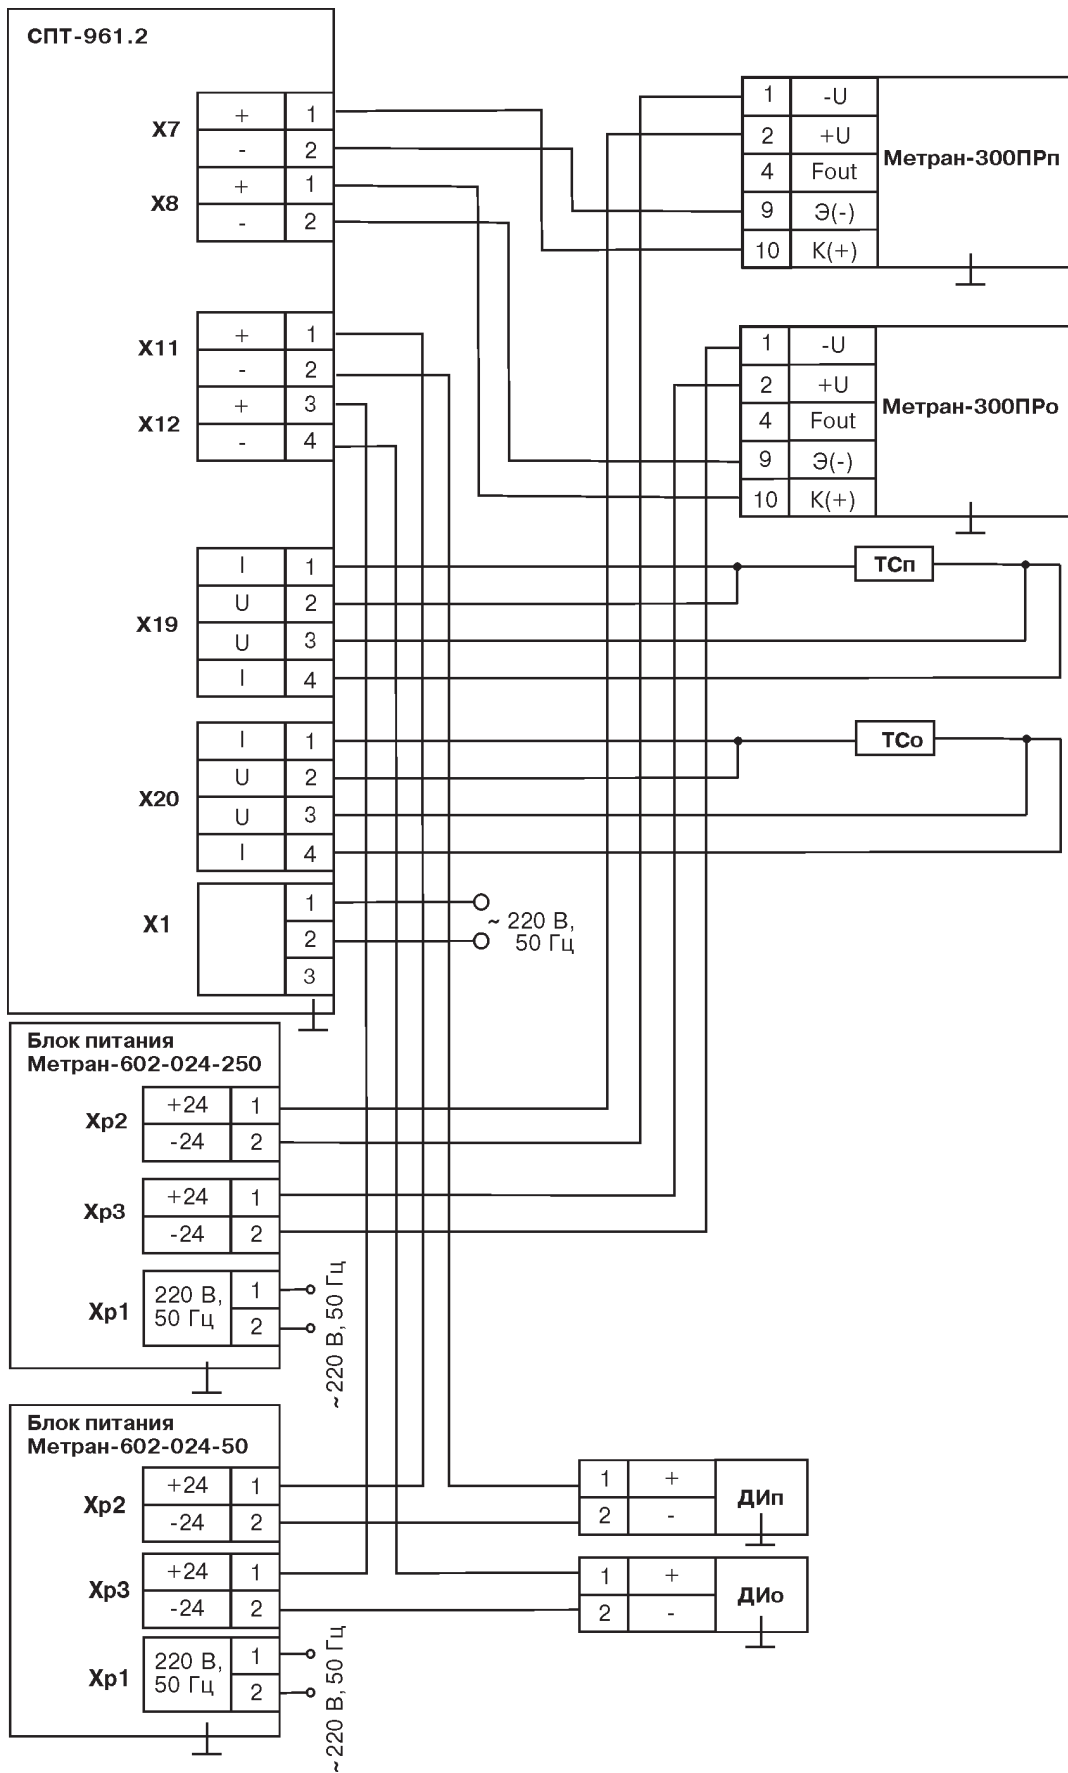 СПТ-961.2
X7
+ 1
- 2
X8
+ 1
- 2
X11
+ 1
- 2
X12
+ 3
- 4
X19
I 1
U 2
U 3
I 4
X20
I 1
U 2
U 3
I 4
X1
1
2
3
~ 220 В,
50 Гц
1 -U
2 +U
4 Fout
9 Э(-)
10 К(+)
Метран-300ПРп
1 -U
2 +U
4 Fout
9 Э(-)
10 К(+)
Метран-300ПРо
ТСп
ТСо
Блок питания
Метран-602-024-250
Xp2
+24 1
-24 2
Xp3
+24 1
-24 2
Xp1
220 В,
50 Гц
1
2
~220 В, 50 Гц
Блок питания
Метран-602-024-50
Xp2
+24 1
-24 2
Xp3
+24 1
-24 2
Xp1
220 В,
50 Гц
1
2
~220 В, 50 Гц
1 +
2 -
ДИп
1 +
2 -
ДИо